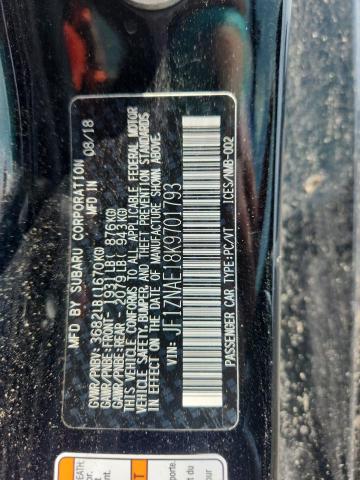 MFD BY SUBARU CORPORATION 08/18
GVWR/PNBV: 3682LB( 1670KG)
GAWR/PNBE:FRONT- 1931LB( 876KG)
GAWR/PNBE:REAR - 2079LB( 943KG)
THIS VEHICLE CONFORMS TO ALL APPLICABLE FEDERAL MOTOR
VEHICLE SAFETY,BUMPER, AND THEFT PREVENTION STANDARDS
IN EFFECT ON THE DATE OF MANUFACTURE SHOWN ABOVE.
VIN: JF1ZNAE18K9701793
PASSENGER CAR TYPE:PC/VT ICES/NMB-002